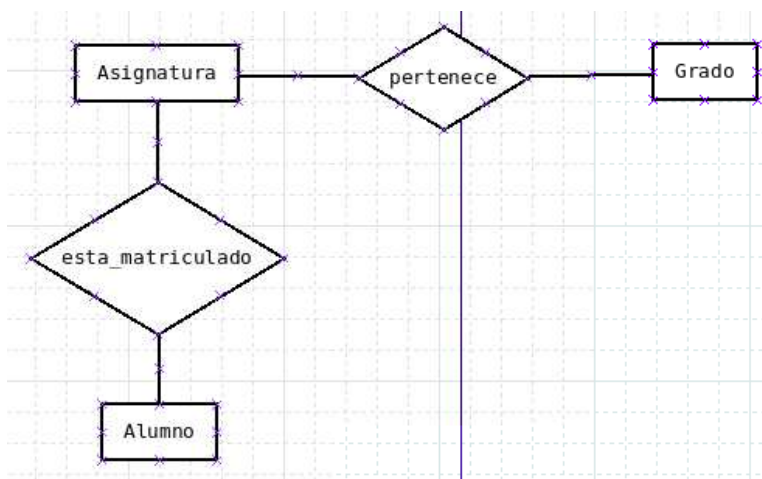 Asignatura
pertenece
Grado
esta_matriculado
Alumno